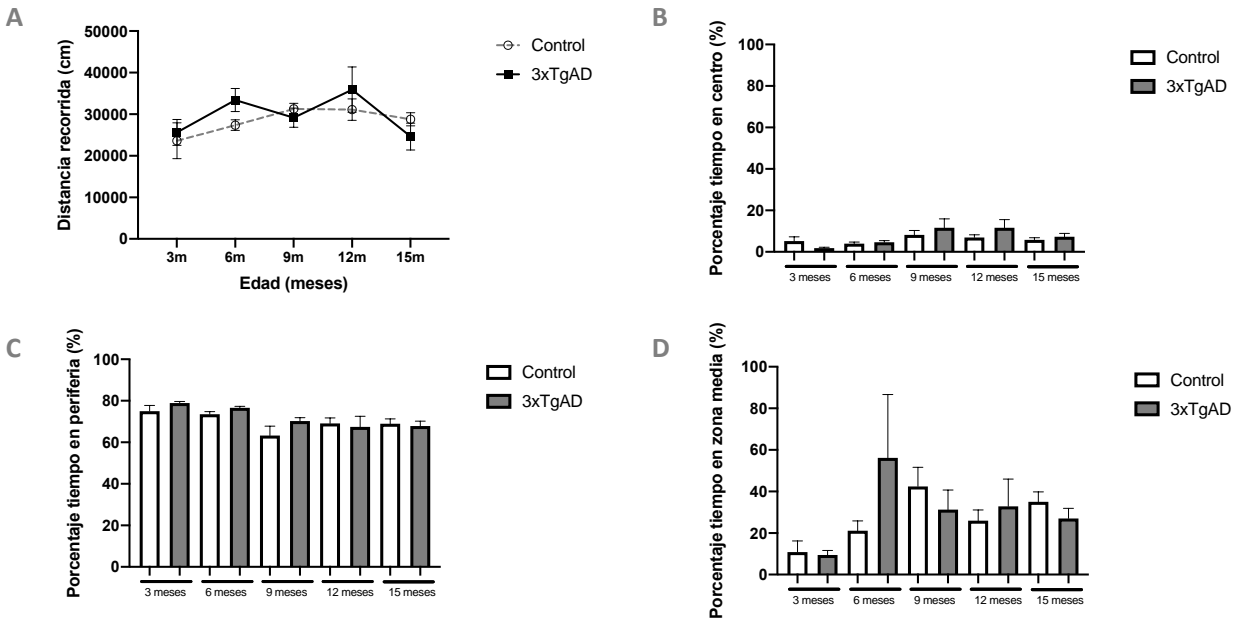 A
Distancia recorrida (cm)
50000
40000
30000
20000
10000
0
3m 6m 9m 12m 15m
Edad (meses)
Control
3xTgAD
B
Porcentaje tiempo en centro (%)
100
80
60
40
20
0
3 meses 6 meses 9 meses 12 meses 15 meses
Control
3xTgAD
C
Porcentaje tiempo en periferia (%)
100
80
60
40
20
0
3 meses 6 meses 9 meses 12 meses 15 meses
Control
3xTgAD
D
Porcentaje tiempo en zona media (%)
100
80
60
40
20
0
3 meses 6 meses 9 meses 12 meses 15 meses
Control
3xTgAD